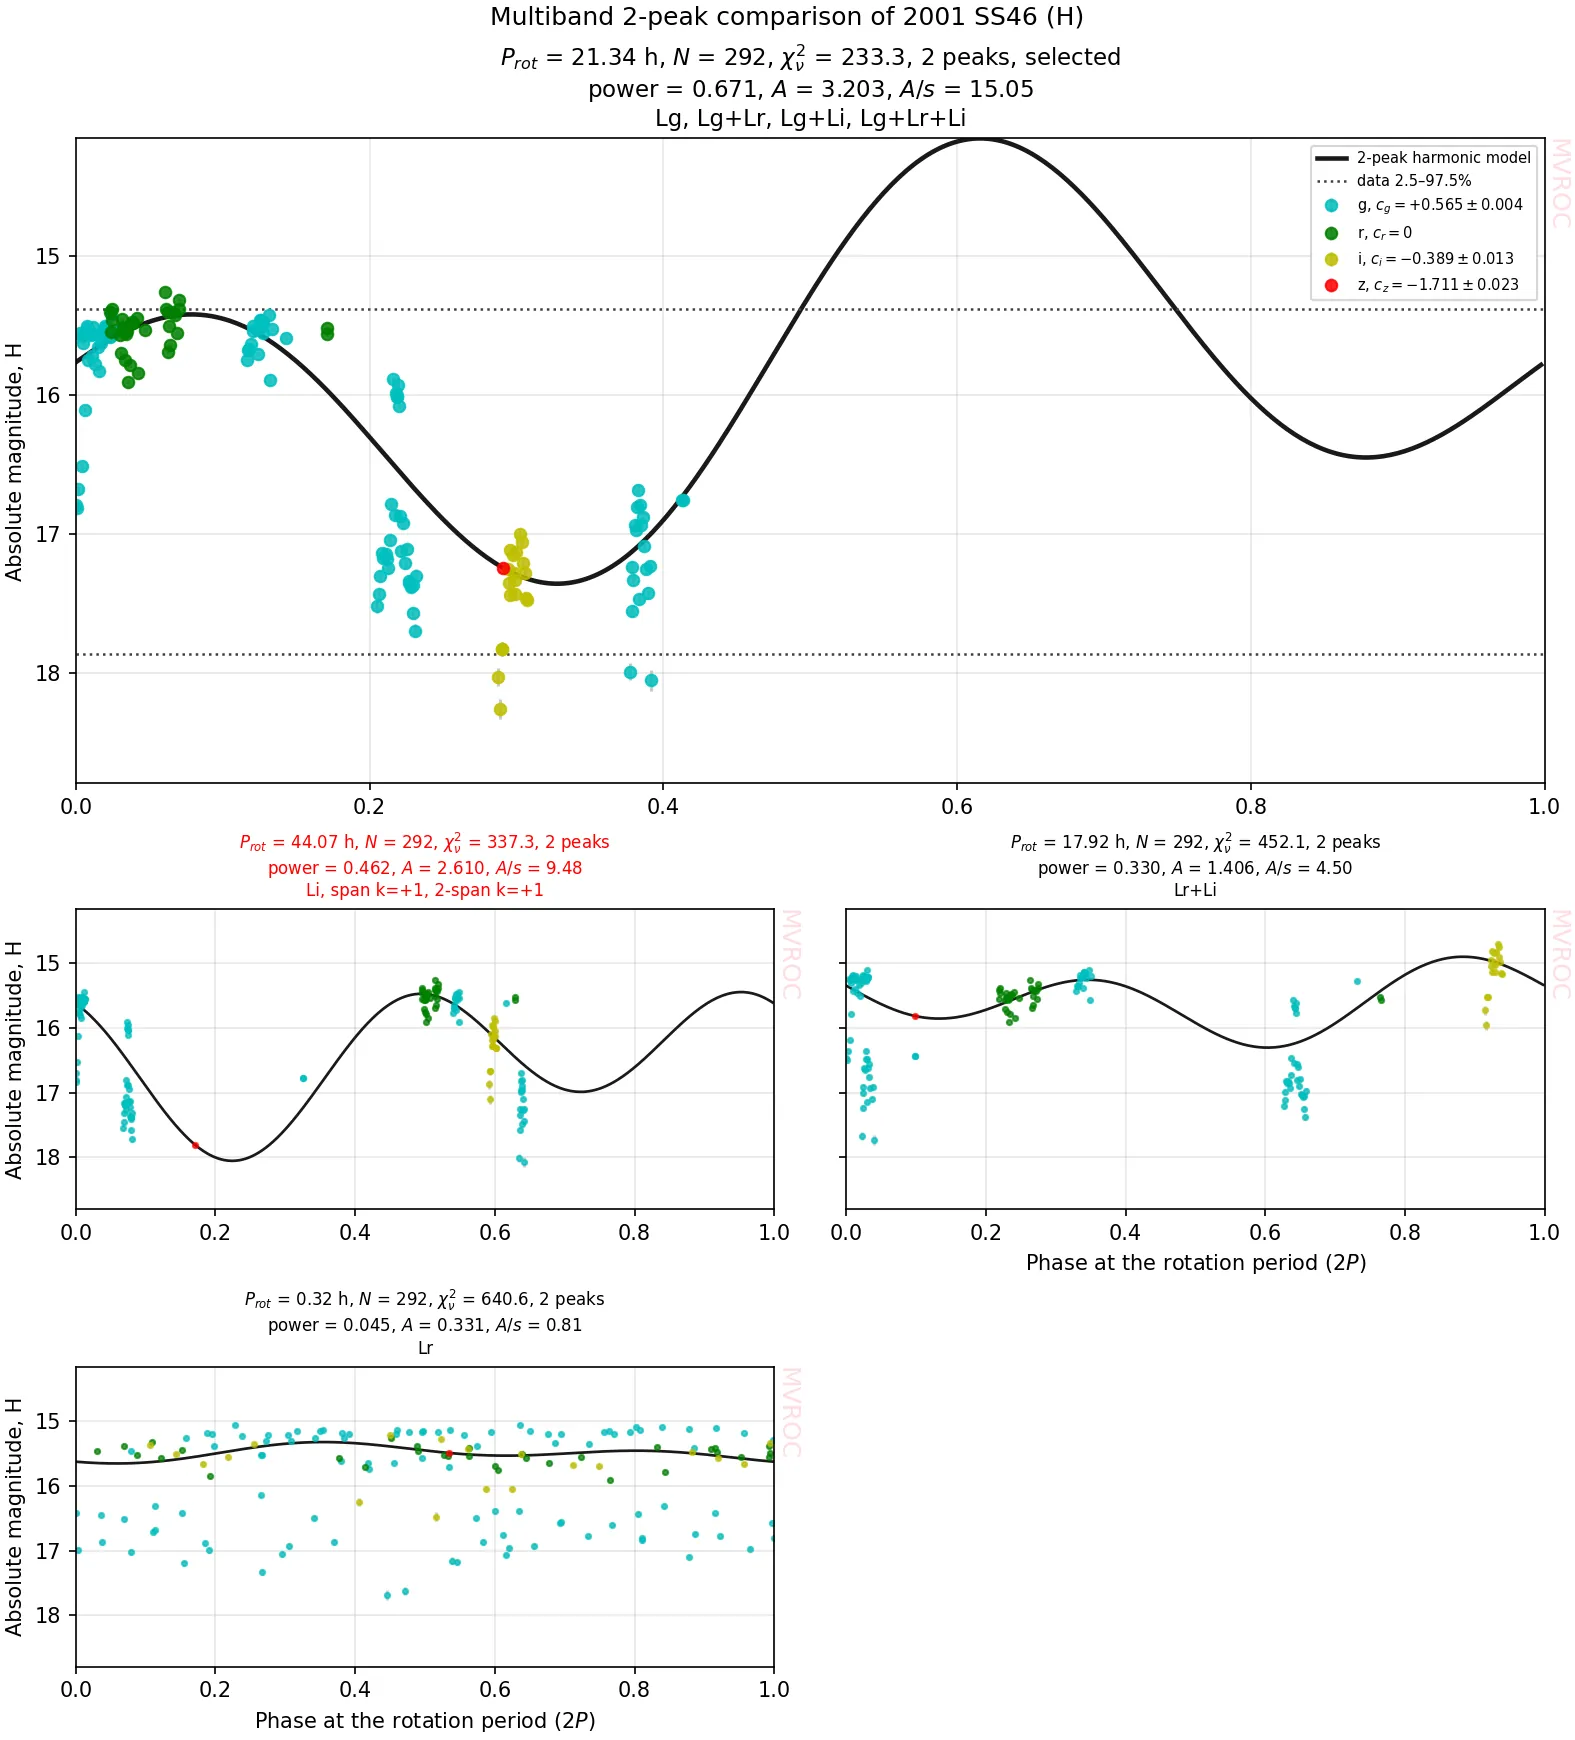 Multiband 2-peak comparison of 2001 SS46 (H)
P_rot = 21.34 h, N = 292, χ²_ν = 233.3, 2 peaks, selected
power = 0.671, A = 3.203, A/s = 15.05
Lg, Lg+Lr, Lg+Li, Lg+Lr+Li
MVROC
2-peak harmonic model
data 2.5–97.5%
g, c_g = +0.565 ± 0.004
r, c_r = 0
i, c_i = −0.389 ± 0.013
z, c_z = −1.711 ± 0.023
Absolute magnitude, H
15
16
17
18
0.0 0.2 0.4 0.6 0.8 1.0
P_rot = 44.07 h, N = 292, χ²_ν = 337.3, 2 peaks
power = 0.462, A = 2.610, A/s = 9.48
Li, span k=+1, 2-span k=+1
MVROC
Absolute magnitude, H
15
16
17
18
0.0 0.2 0.4 0.6 0.8 1.0
P_rot = 17.92 h, N = 292, χ²_ν = 452.1, 2 peaks
power = 0.330, A = 1.406, A/s = 4.50
Lr+Li
MVROC
0.0 0.2 0.4 0.6 0.8 1.0
Phase at the rotation period (2P)
P_rot = 0.32 h, N = 292, χ²_ν = 640.6, 2 peaks
power = 0.045, A = 0.331, A/s = 0.81
Lr
MVROC
Absolute magnitude, H
15
16
17
18
0.0 0.2 0.4 0.6 0.8 1.0
Phase at the rotation period (2P)